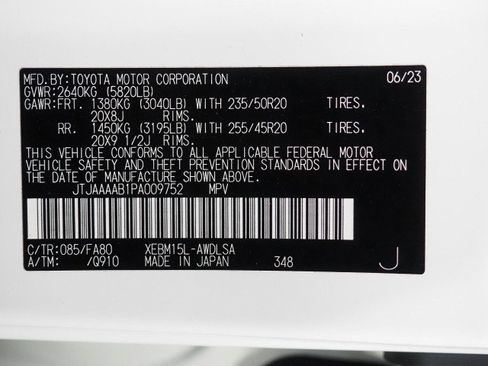 MFD.BY:TOYOTA MOTOR CORPORATION 06/23
GVWR:2640KG (5820LB)
GAWR:FRT. 1380KG (3040LB) WITH 235/50R20 TIRES.
20X8J RIMS.
RR. 1450KG (3195LB) WITH 255/45R20 TIRES.
20X9 1/2J RIMS.
THIS VEHICLE CONFORMS TO ALL APPLICABLE FEDERAL MOTOR
VEHICLE SAFETY AND THEFT PREVENTION STANDARDS IN EFFECT
ON THE DATE OF MANUFACTURE SHOWN ABOVE.
JTJAAAAB1PA009752 MPV
C/TR:085/FA80 XEBM15L-AWDLSA
A/TM: /Q910 MADE IN JAPAN 348 J